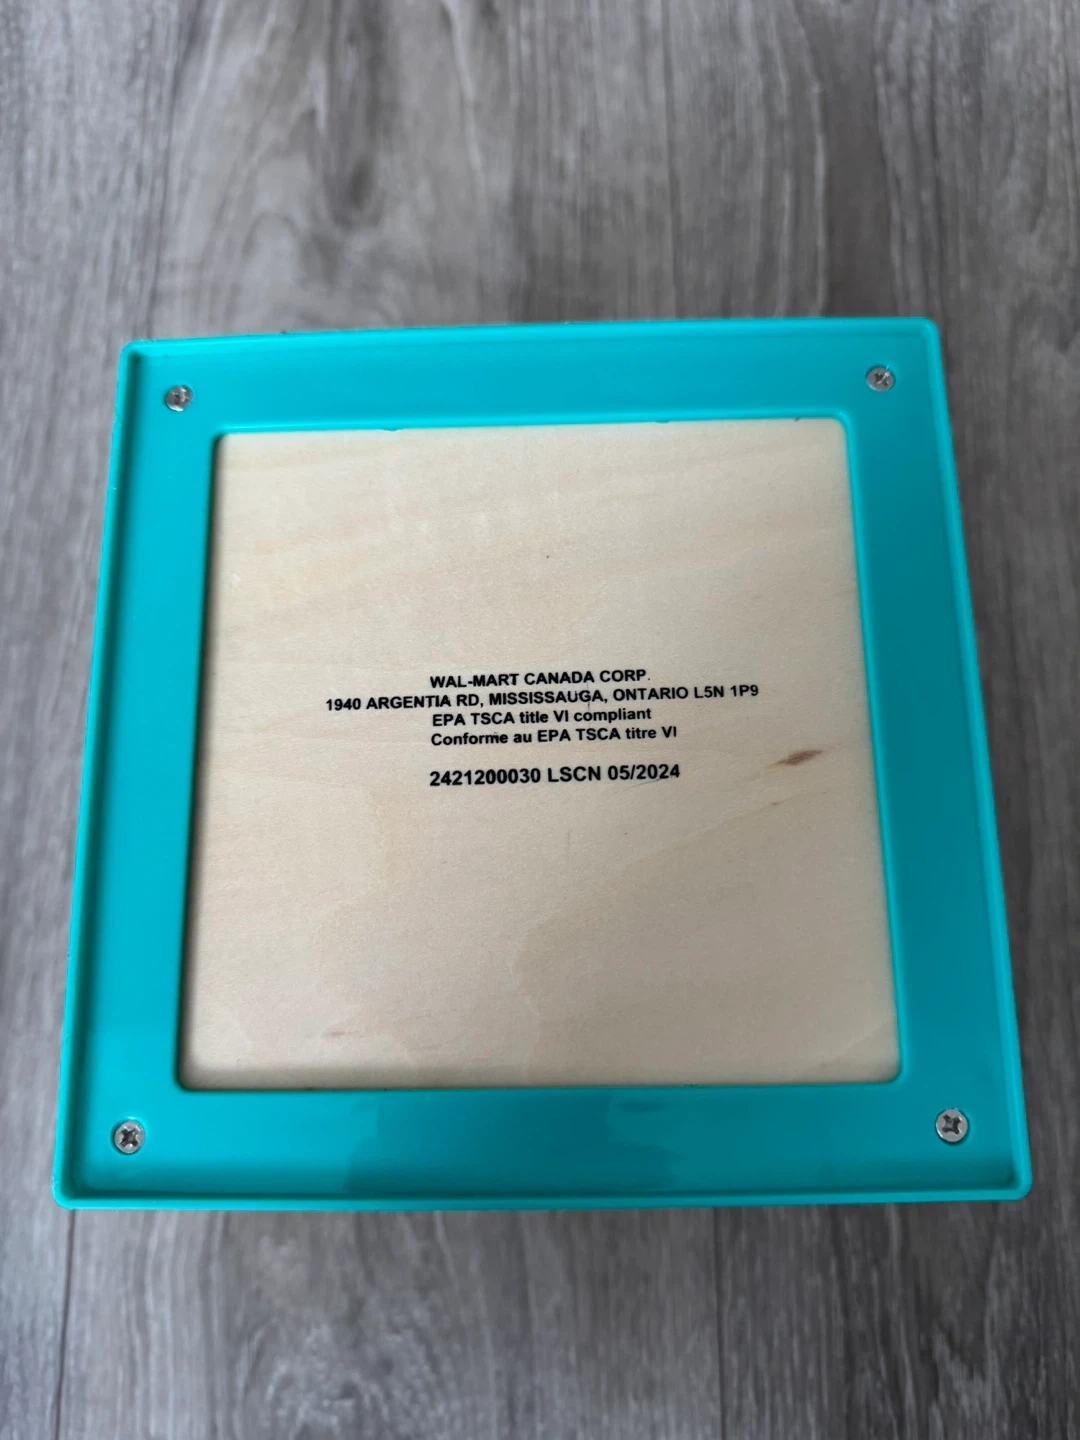 WAL-MART CANADA CORP.
1940 ARGENTIA RD, MISSISSAUGA, ONTARIO L5N 1P9
EPA TSCA title VI compliant
Conforme au EPA TSCA titre VI
2421200030 LSCN 05/2024